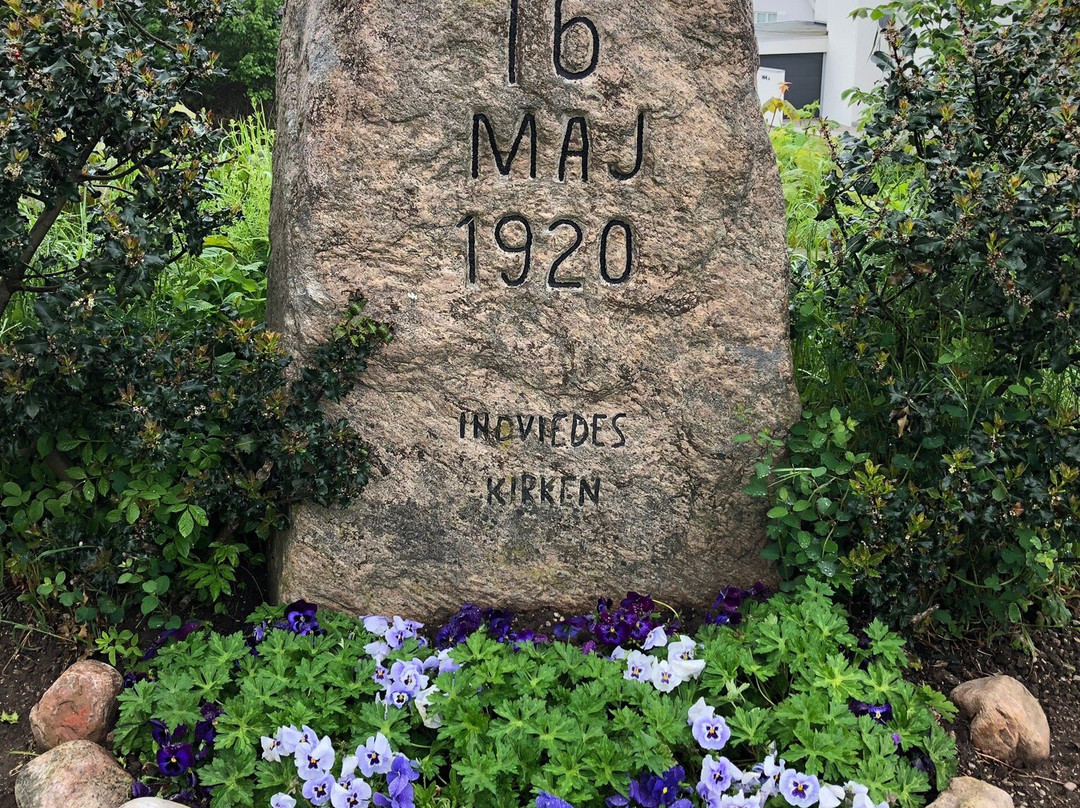 16
MAJ
1920
INDVIEDES
KIRKEN